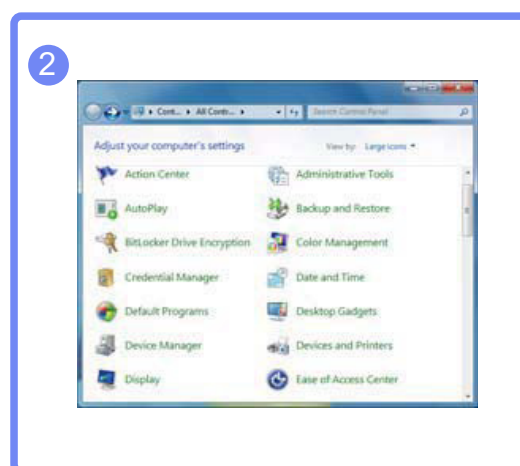 2
Cont... All Contr...
Search Control Panel
Adjust your computer's settings
View by: Large icons
Action Center
Administrative Tools
AutoPlay
Backup and Restore
BitLocker Drive Encryption
Color Management
Credential Manager
Date and Time
Default Programs
Desktop Gadgets
Device Manager
Devices and Printers
Display
Ease of Access Center